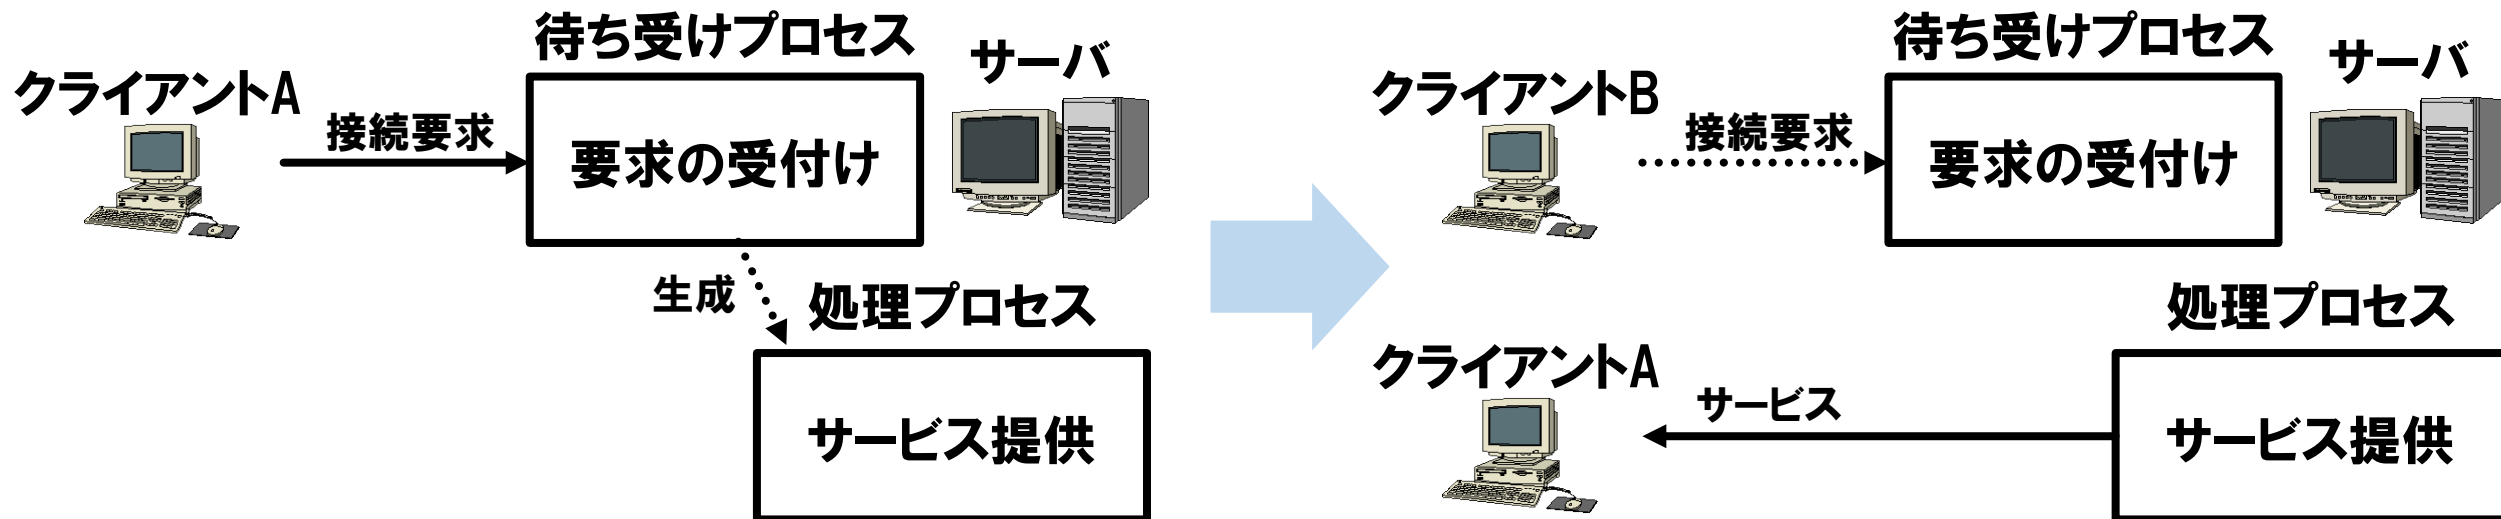 待ち受けプロセス
サーバ
クライアントA
接続要求
要求の受付け
生成
処理プロセス
サービス提供
待ち受けプロセス
サーバ
クライアントB
接続要求
要求の受付け
処理プロセス
クライアントA
サービス
サービス提供